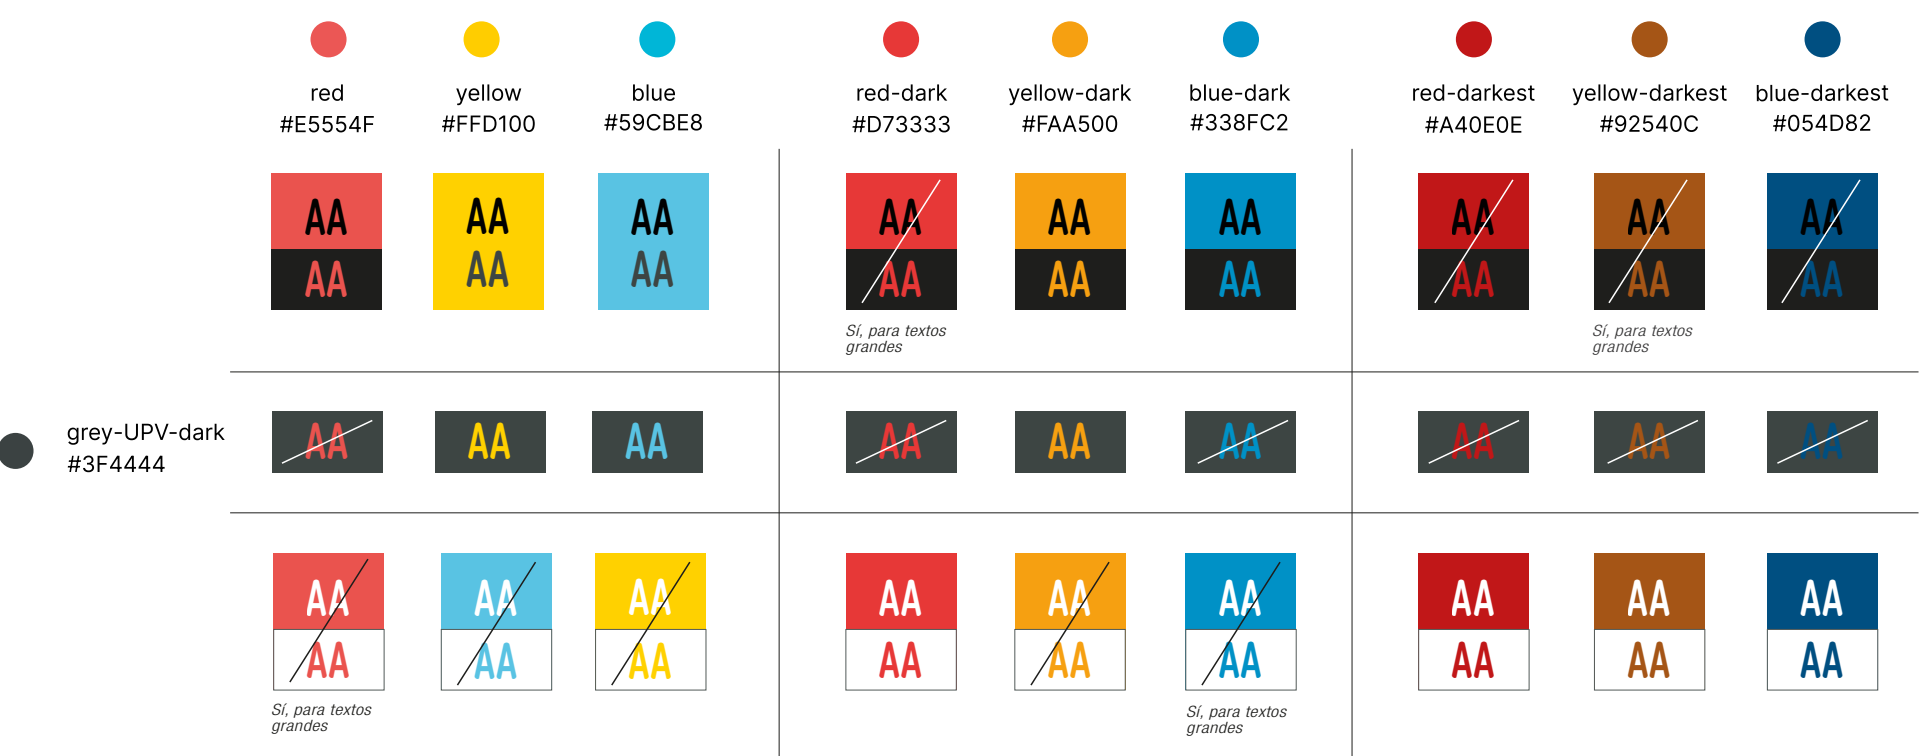 red yellow blue red-dark yellow-dark blue-dark red-darkest yellow-darkest blue-darkest
#E5554F #FFD100 #59CBE8 #D73333 #FAA500 #338FC2 #A40E0E #92540C #054D82
AA AA AA AA AA AA AA AA AA
AA AA AA AA AA AA AA AA AA
Sí, para textos Sí, para textos
grandes grandes
grey-UPV-dark AA AA AA AA AA AA AA AA AA
#3F4444
AA AA AA AA AA AA AA AA AA
AA AA AA AA AA AA AA AA AA
Sí, para textos Sí, para textos
grandes grandes